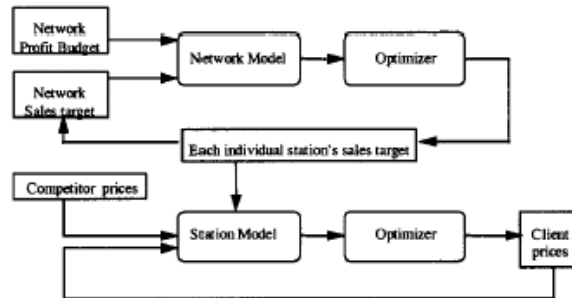 Network
Profit Budget
Network Model
Optimizer
Network
Sales target
Each individual station's sales target
Competitor prices
Station Model
Optimizer
Client
prices